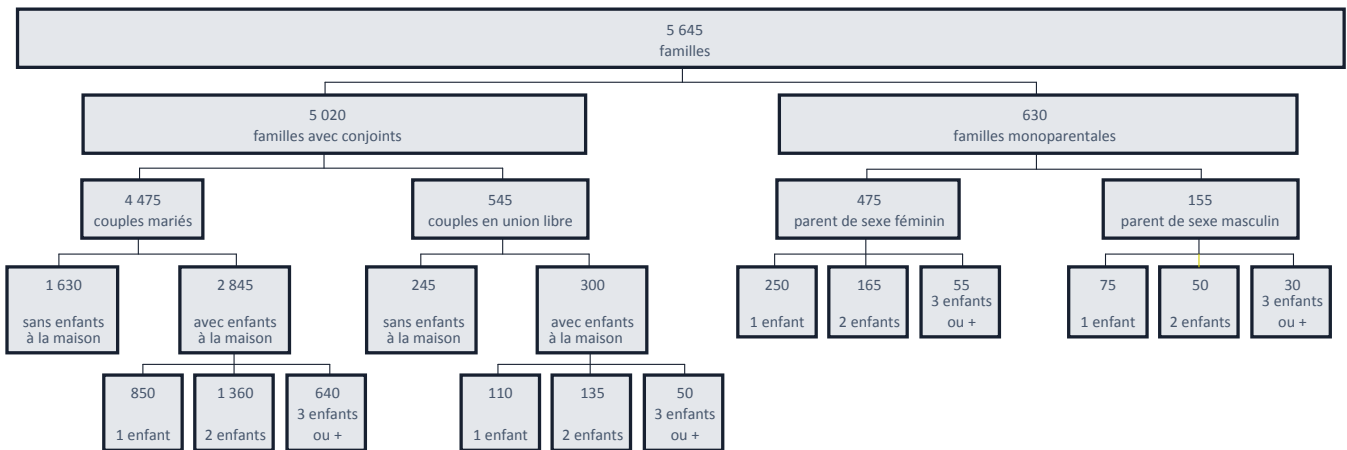 5 645
familles
5 020
familles avec conjoints
630
familles monoparentales
4 475
couples mariés
545
couples en union libre
475
parent de sexe féminin
155
parent de sexe masculin
1 630
sans enfants
à la maison
2 845
avec enfants
à la maison
245
sans enfants
à la maison
300
avec enfants
à la maison
250
1 enfant
165
2 enfants
55
3 enfants
ou +
75
1 enfant
50
2 enfants
30
3 enfants
ou +
850
1 enfant
1 360
2 enfants
640
3 enfants
ou +
110
1 enfant
135
2 enfants
50
3 enfants
ou +